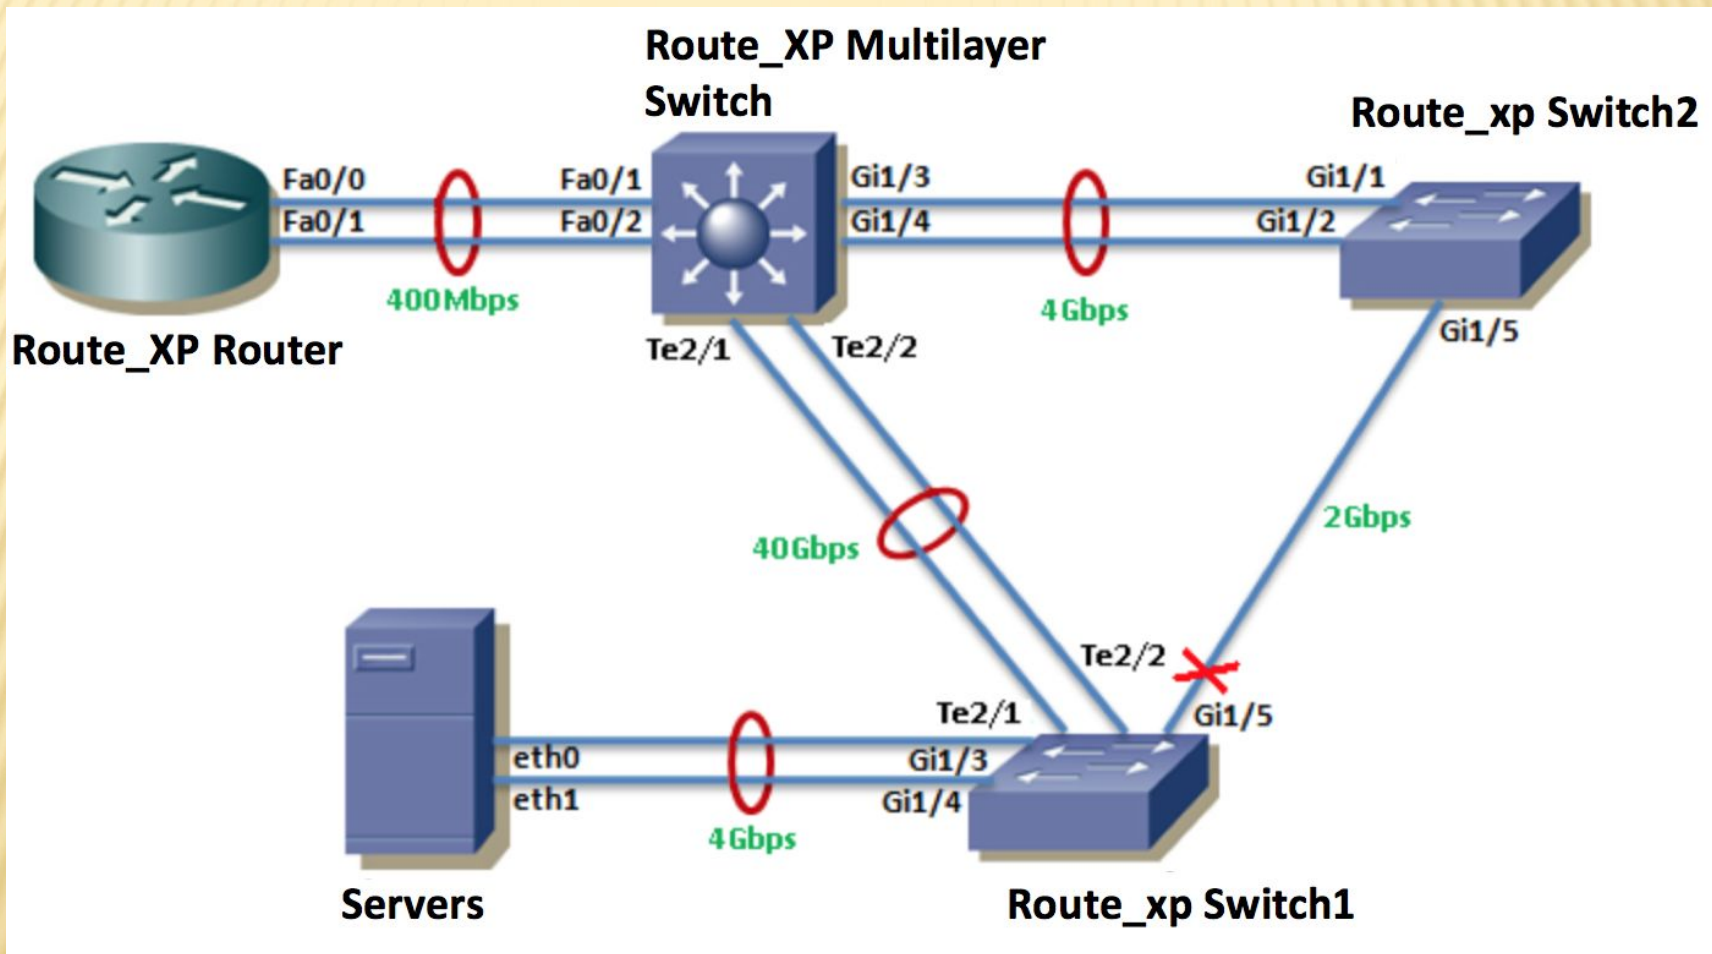 Route_XP Multilayer
Switch
Route_xp Switch2
Fa0/0
Fa0/1
Gi1/3
Gi1/1
Fa0/1
Fa0/2
Gi1/4
Gi1/2
400Mbps
4Gbps
Route_XP Router
Te2/1
Te2/2
Gi1/5
40Gbps
2Gbps
Te2/2
Te2/1
Gi1/5
eth0
Gi1/3
eth1
Gi1/4
4Gbps
Servers
Route_xp Switch1